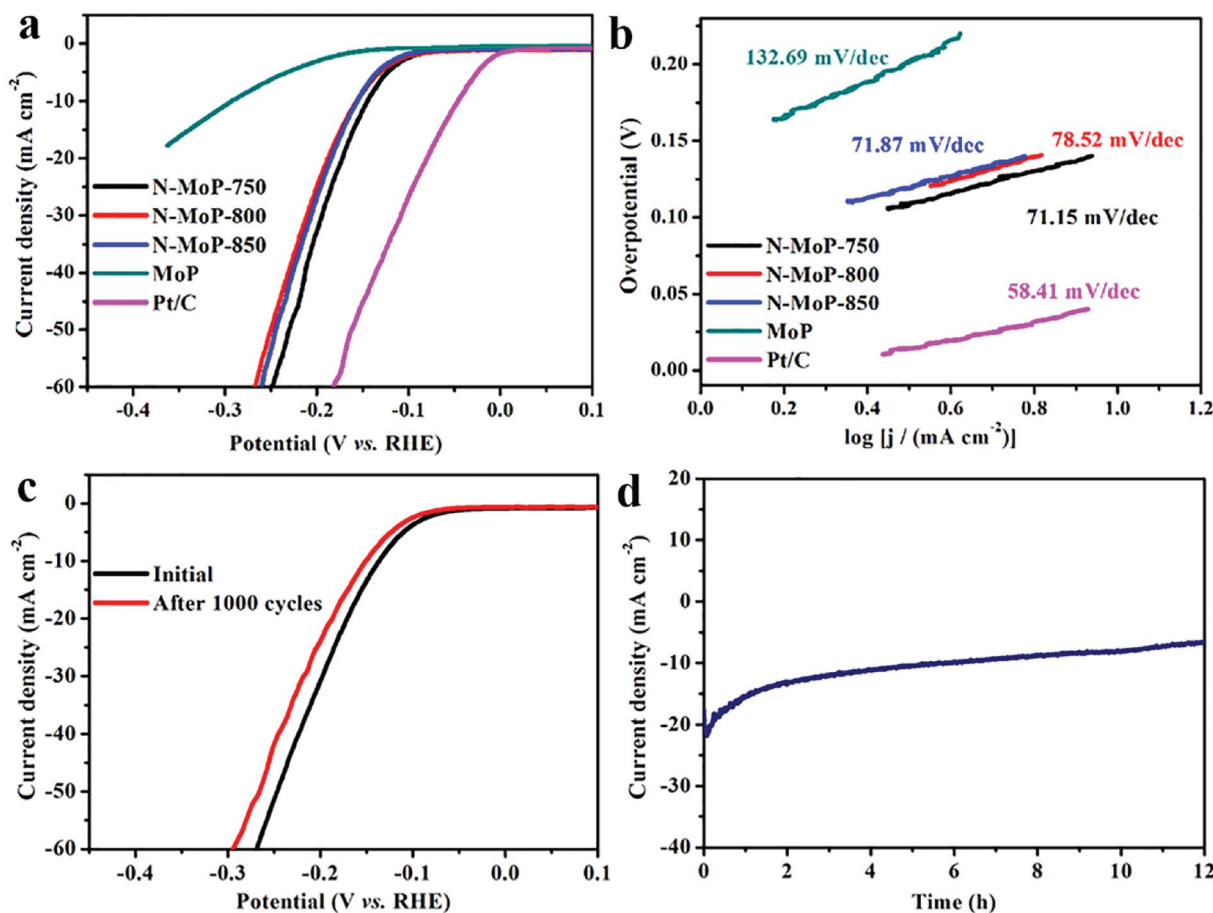 a
Current density (mA cm⁻²)
0
-10
-20
-30
-40
-50
-60
N-MoP-750
N-MoP-800
N-MoP-850
MoP
Pt/C
-0.4
-0.3
-0.2
-0.1
0.0
0.1
Potential (V vs. RHE)
b
Overpotential (V)
0.20
0.15
0.10
0.05
0.00
132.69 mV/dec
71.87 mV/dec
78.52 mV/dec
71.15 mV/dec
N-MoP-750
N-MoP-800
N-MoP-850
MoP
Pt/C
58.41 mV/dec
0.0
0.2
0.4
0.6
0.8
1.0
1.2
log [j / (mA cm⁻²)]
c
Current density (mA cm⁻²)
0
-10
-20
-30
-40
-50
-60
Initial
After 1000 cycles
-0.4
-0.3
-0.2
-0.1
0.0
0.1
Potential (V vs. RHE)
d
Current density (mA cm⁻²)
20
10
0
-10
-20
-30
-40
0
2
4
6
8
10
12
Time (h)